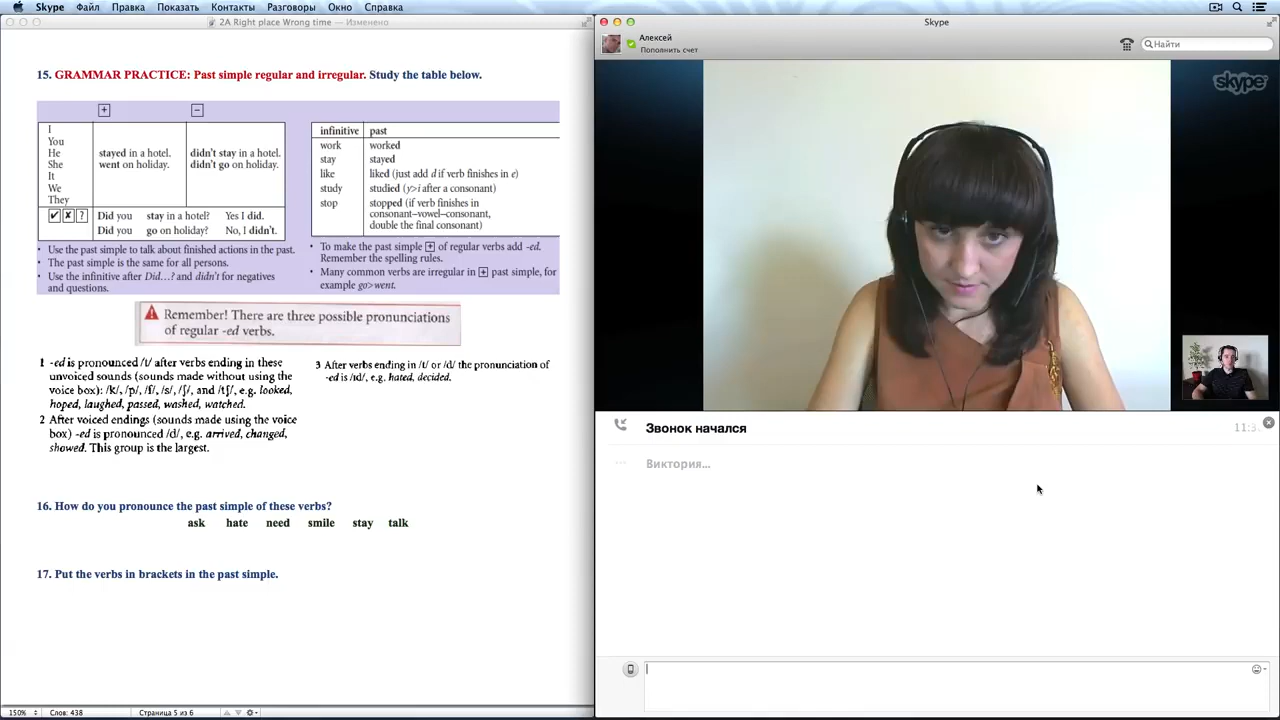 Skype Файл Правка Показать Контакты Разговоры Окно Справка
2A Right place Wrong time — Изменено
15. GRAMMAR PRACTICE: Past simple regular and irregular. Study the table below.
+ −
I
You
He stayed in a hotel. didn't stay in a hotel.
She went on holiday. didn't go on holiday.
It
We
They
✔ ✘ ? Did you stay in a hotel? Yes I did.
Did you go on holiday? No, I didn't.
• Use the past simple to talk about finished actions in the past.
• The past simple is the same for all persons.
• Use the infinitive after Did…? and didn't for negatives
and questions.
infinitive past
work worked
stay stayed
like liked (just add d if verb finishes in e)
study studied (y>i after a consonant)
stop stopped (if verb finishes in
consonant–vowel–consonant,
double the final consonant)
• To make the past simple + of regular verbs add -ed.
Remember the spelling rules.
• Many common verbs are irregular in + past simple, for
example go>went.
Remember! There are three possible pronunciations
of regular -ed verbs.
1 -ed is pronounced /t/ after verbs ending in these
unvoiced sounds (sounds made without using the
voice box): /k/, /p/, /f/, /s/, /ʃ/, and /tʃ/, e.g. looked,
hoped, laughed, passed, washed, watched.
2 After voiced endings (sounds made using the voice
box) -ed is pronounced /d/, e.g. arrived, changed,
showed. This group is the largest.
3 After verbs ending in /t/ or /d/ the pronunciation of
-ed is /ɪd/, e.g. hated, decided.
16. How do you pronounce the past simple of these verbs?
ask hate need smile stay talk
17. Put the verbs in brackets in the past simple.
150% Слов: 438 Страница 5 из 6
Skype
Алексей
Пополнить счет
Найти
skype
Звонок начался
Виктория...